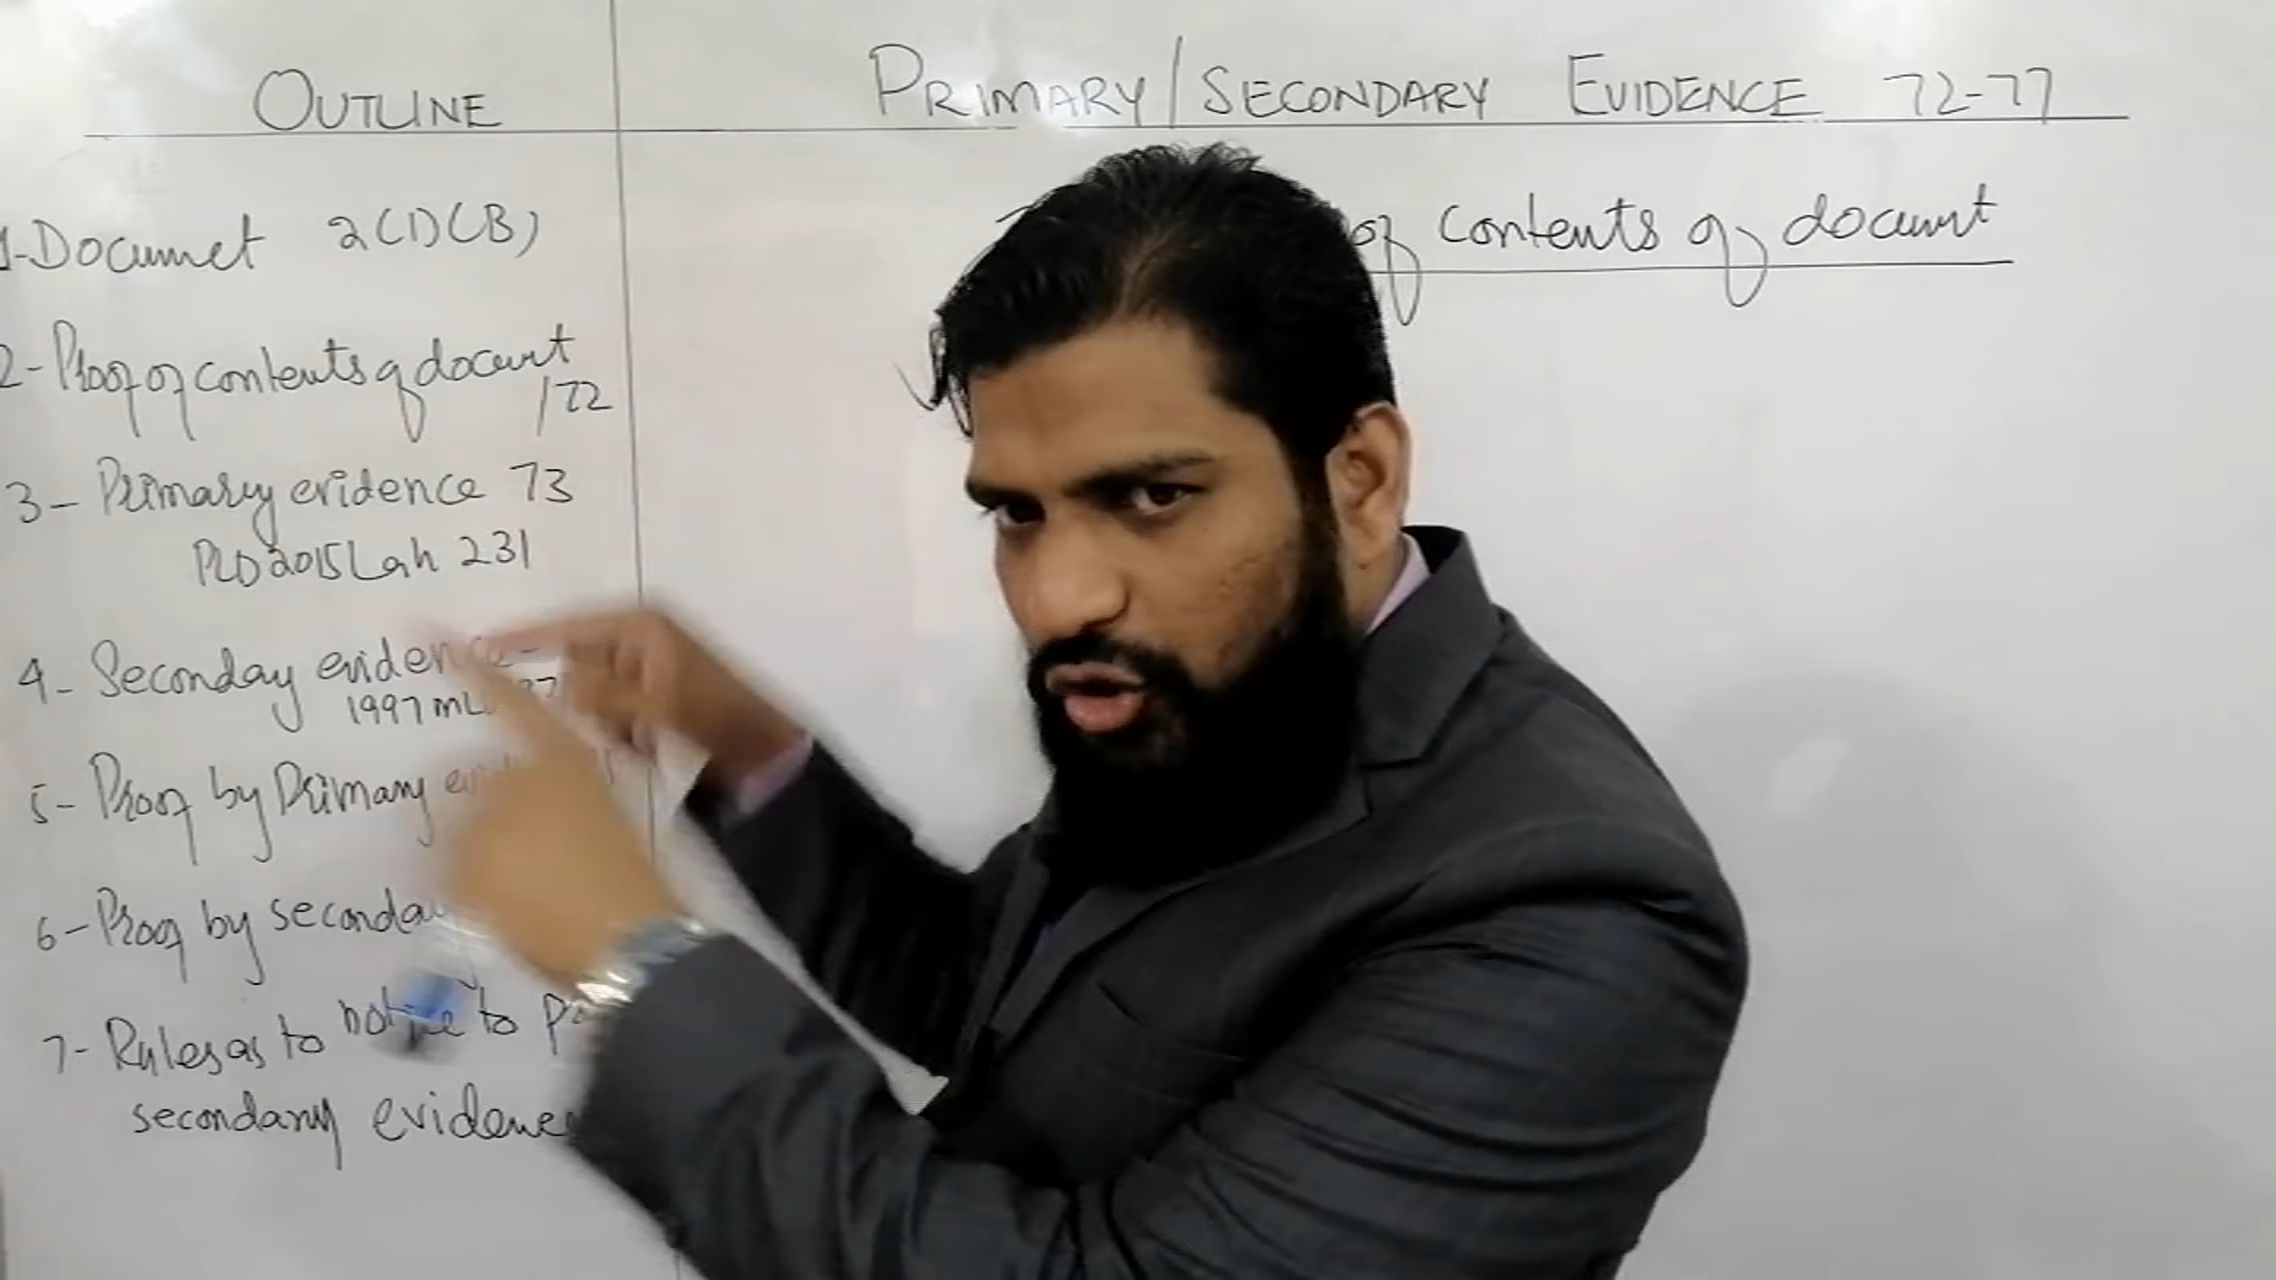 OUTLINE
PRIMARY/SECONDARY EVIDENCE 72-77
of contents of documt
1-Documet 2(1)(B)
2-Proof of contents of documt
/72
3- Primary evidence 73
PLD 2015 Lah 231
4- Seconday evidence
1997 mL
5- Proof by Primary
6- Proof by
7- Rules as to notice to
secondary evidence